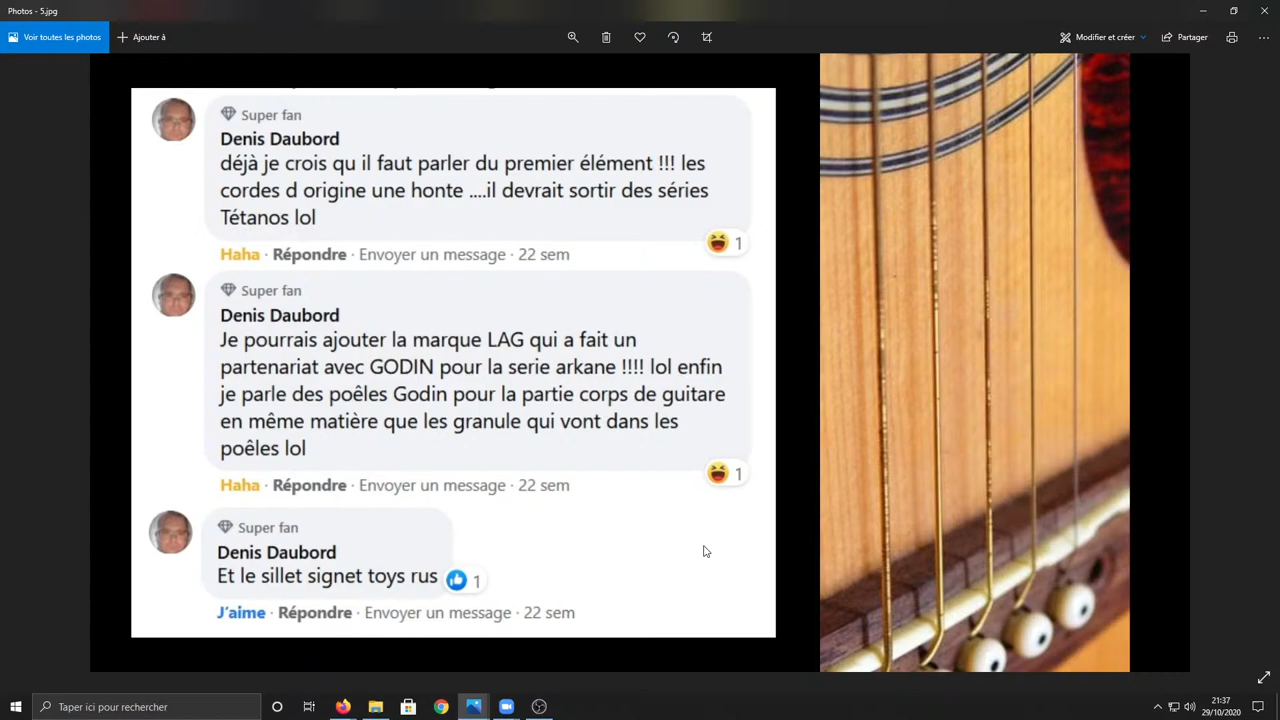 Photos - 5.jpg
Voir toutes les photos
Ajouter à
Modifier et créer
Partager
Super fan
Denis Daubord
déjà je crois qu il faut parler du premier élément !!! les
cordes d origine une honte ....il devrait sortir des séries
Tétanos lol
1
Haha · Répondre · Envoyer un message · 22 sem
Super fan
Denis Daubord
Je pourrais ajouter la marque LAG qui a fait un
partenariat avec GODIN pour la serie arkane !!!! lol enfin
je parle des poêles Godin pour la partie corps de guitare
en même matière que les granule qui vont dans les
poêles lol
1
Haha · Répondre · Envoyer un message · 22 sem
Super fan
Denis Daubord
Et le sillet signet toys rus
1
J'aime · Répondre · Envoyer un message · 22 sem
Taper ici pour rechercher
21:37
29/10/2020